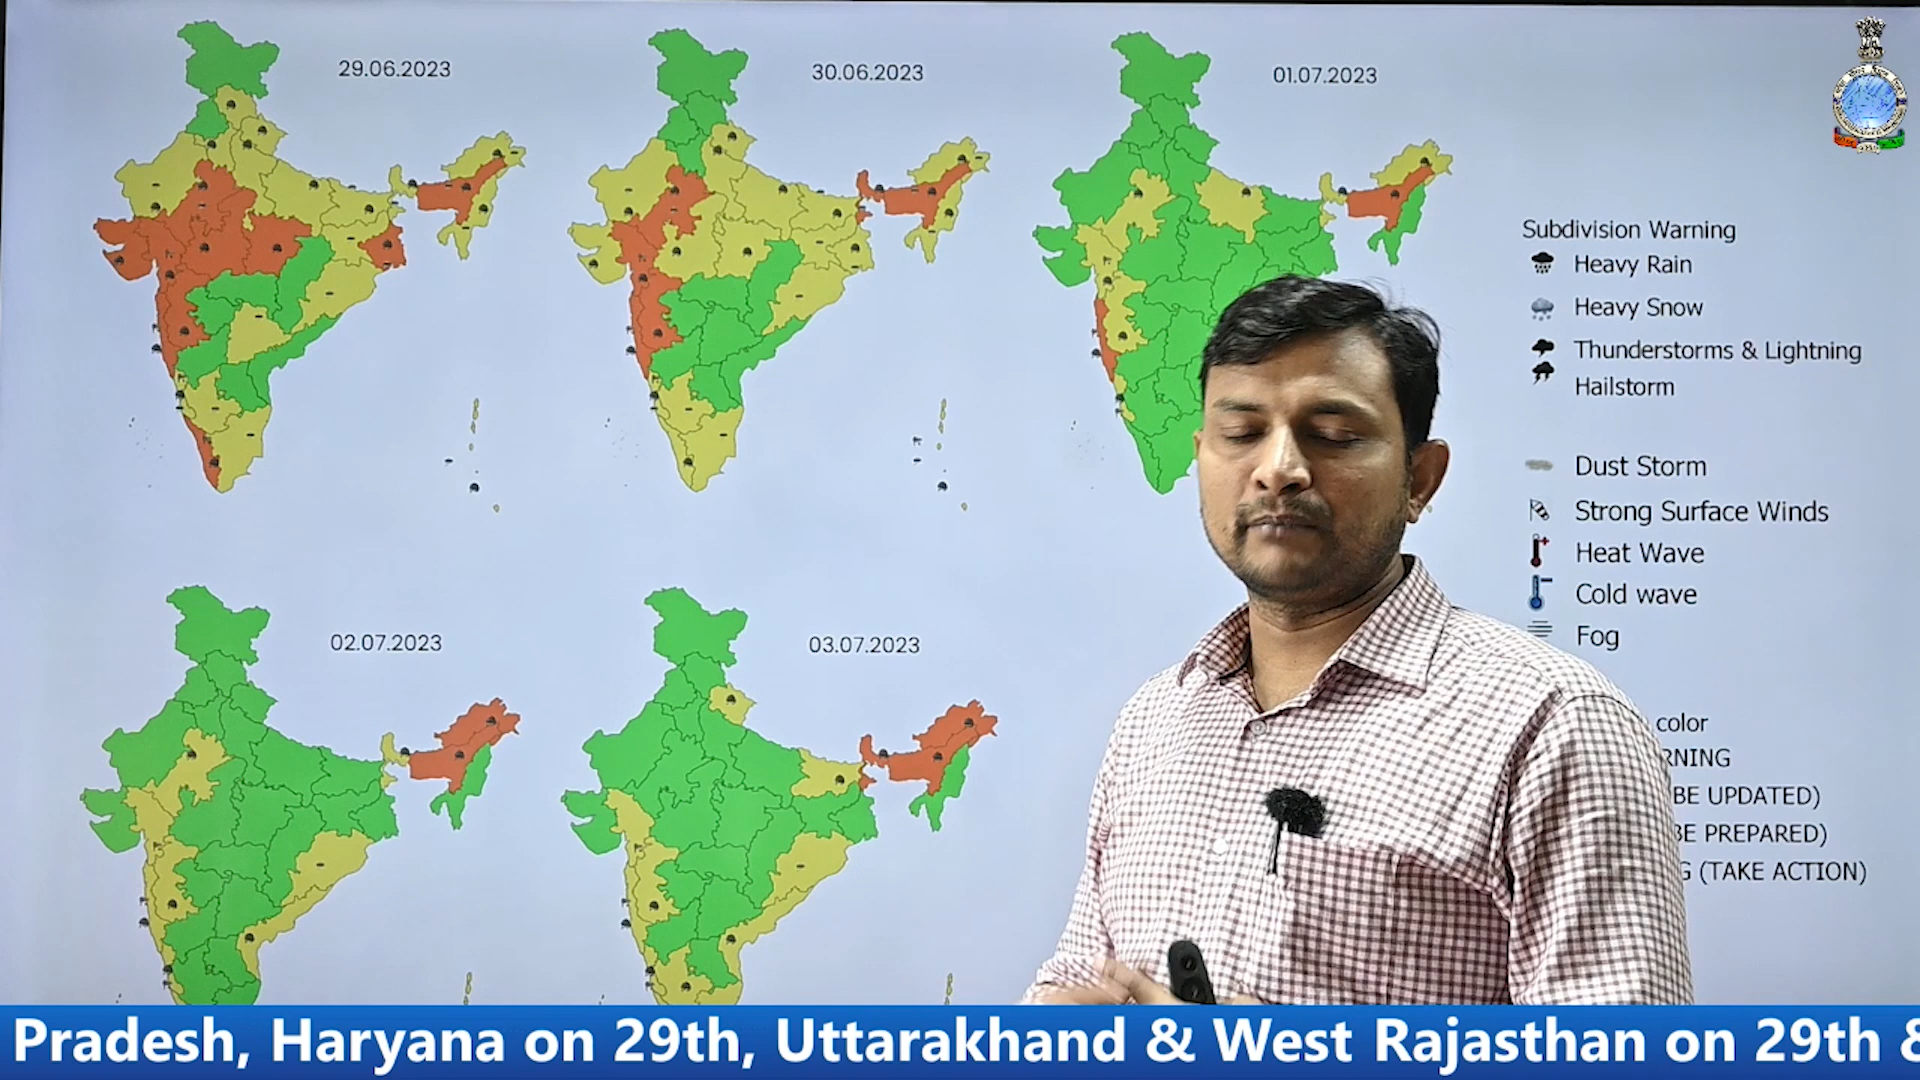 29.06.2023
30.06.2023
01.07.2023
Subdivision Warning
Heavy Rain
Heavy Snow
Thunderstorms & Lightning
Hailstorm
Dust Storm
Strong Surface Winds
Heat Wave
Cold wave
Fog
02.07.2023
03.07.2023
color
RNING
BE UPDATED)
BE PREPARED)
G (TAKE ACTION)
Pradesh, Haryana on 29th, Uttarakhand & West Rajasthan on 29th &